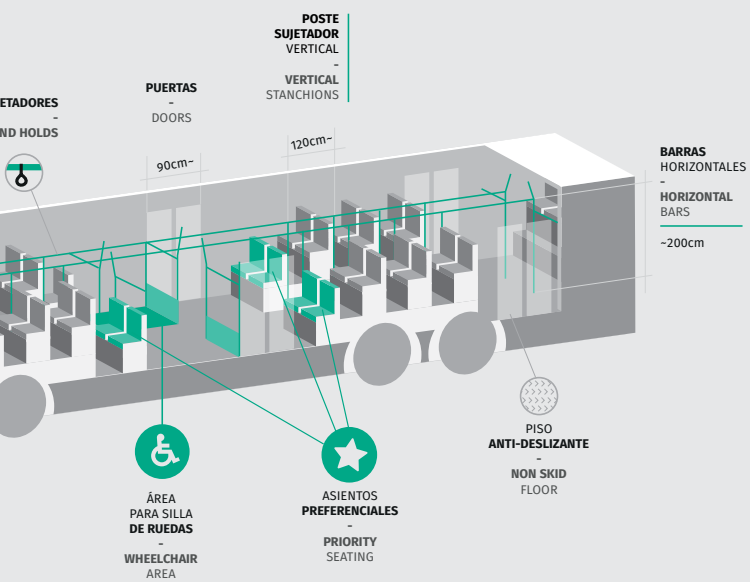 POSTE
SUJETADOR
VERTICAL
-
VERTICAL
STANCHIONS
PUERTAS
-
DOORS
ETADORES
-
ND HOLDS
120cm~
90cm~
BARRAS
HORIZONTALES
-
HORIZONTAL
BARS
~200cm
PISO
ANTI-DESLIZANTE
-
NON SKID
FLOOR
ÁREA
PARA SILLA
DE RUEDAS
-
WHEELCHAIR
AREA
ASIENTOS
PREFERENCIALES
-
PRIORITY
SEATING